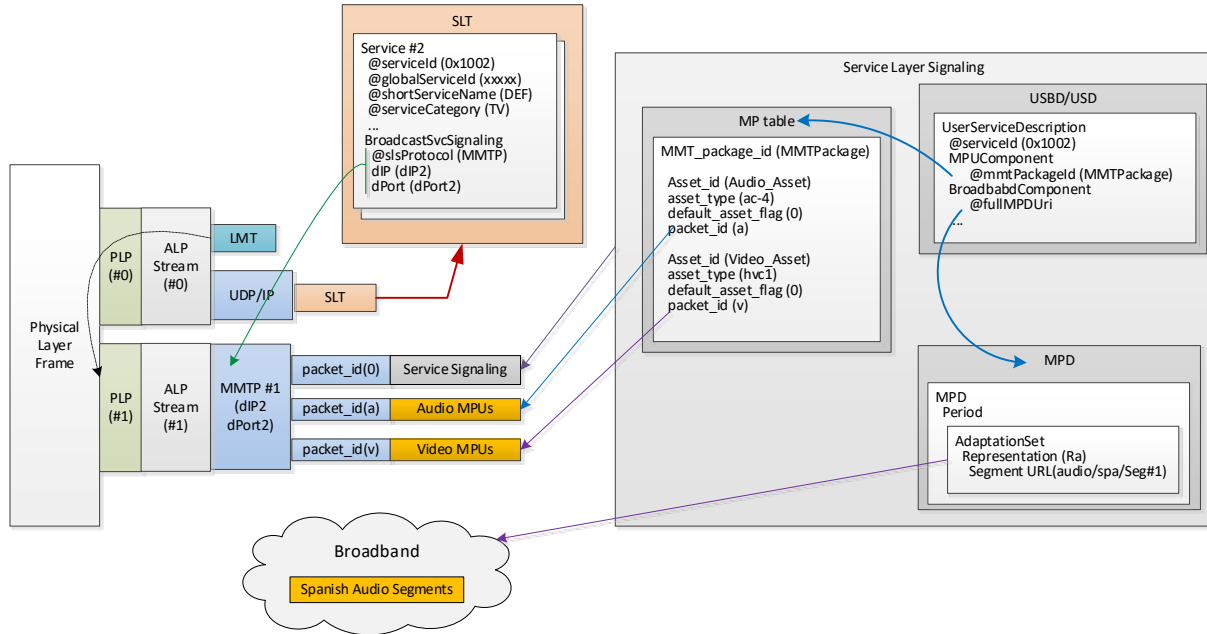 SLT
Service #2
@serviceId (0x1002)
@globalServiceId (xxxxx)
@shortServiceName (DEF)
@serviceCategory (TV)
...
BroadcastSvcSignaling
@slsProtocol (MMTP)
dIP (dIP2)
dPort (dPort2)
Service Layer Signaling
MP table
MMT_package_id (MMTPackage)
Asset_id (Audio_Asset)
asset_type (ac-4)
default_asset_flag (0)
packet_id (a)
Asset_id (Video_Asset)
asset_type (hvc1)
default_asset_flag (0)
packet_id (v)
USBD/USD
UserServiceDescription
@serviceId (0x1002)
MPUComponent
@mmtPackageId (MMTPackage)
BroadbabdComponent
@fullMPDUri
...
MPD
MPD
Period
AdaptationSet
Representation (Ra)
Segment URL(audio/spa/Seg#1)
Physical
Layer
Frame
PLP
(#0)
ALP
Stream
(#0)
LMT
UDP/IP
SLT
PLP
(#1)
ALP
Stream
(#1)
MMTP #1
(dIP2
dPort2)
packet_id(0)
Service Signaling
packet_id(a)
Audio MPUs
packet_id(v)
Video MPUs
Broadband
Spanish Audio Segments